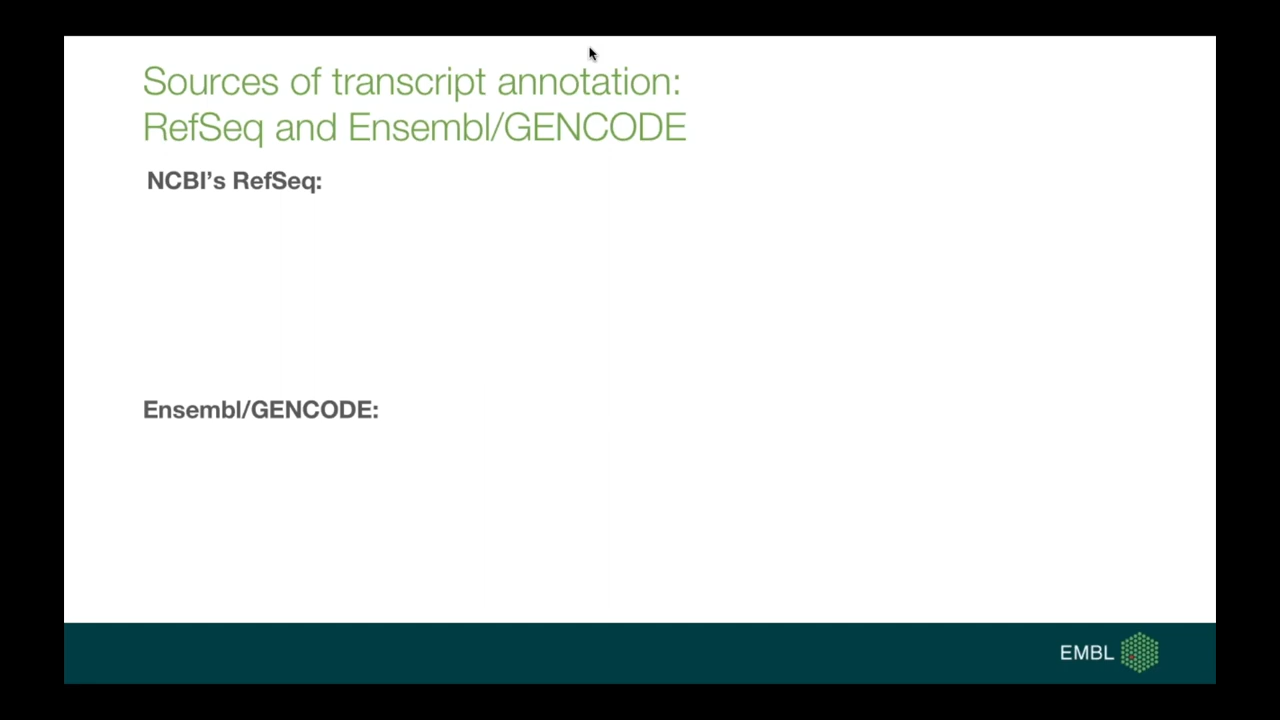 Sources of transcript annotation:
RefSeq and Ensembl/GENCODE
NCBI’s RefSeq:
Ensembl/GENCODE:
EMBL